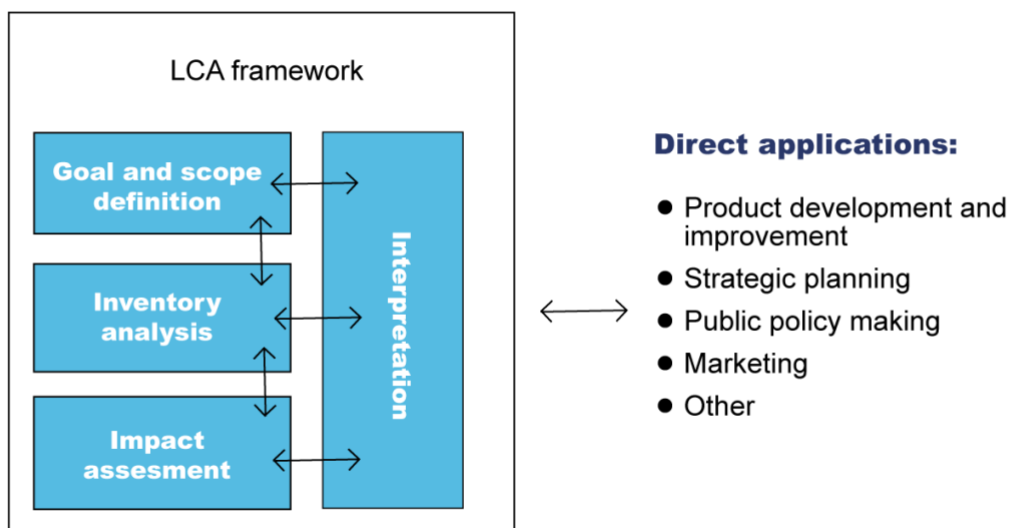 LCA framework
Goal and scope
definition
Inventory
analysis
Impact
assesment
Interpretation
Direct applications:
● Product development and
improvement
● Strategic planning
● Public policy making
● Marketing
● Other